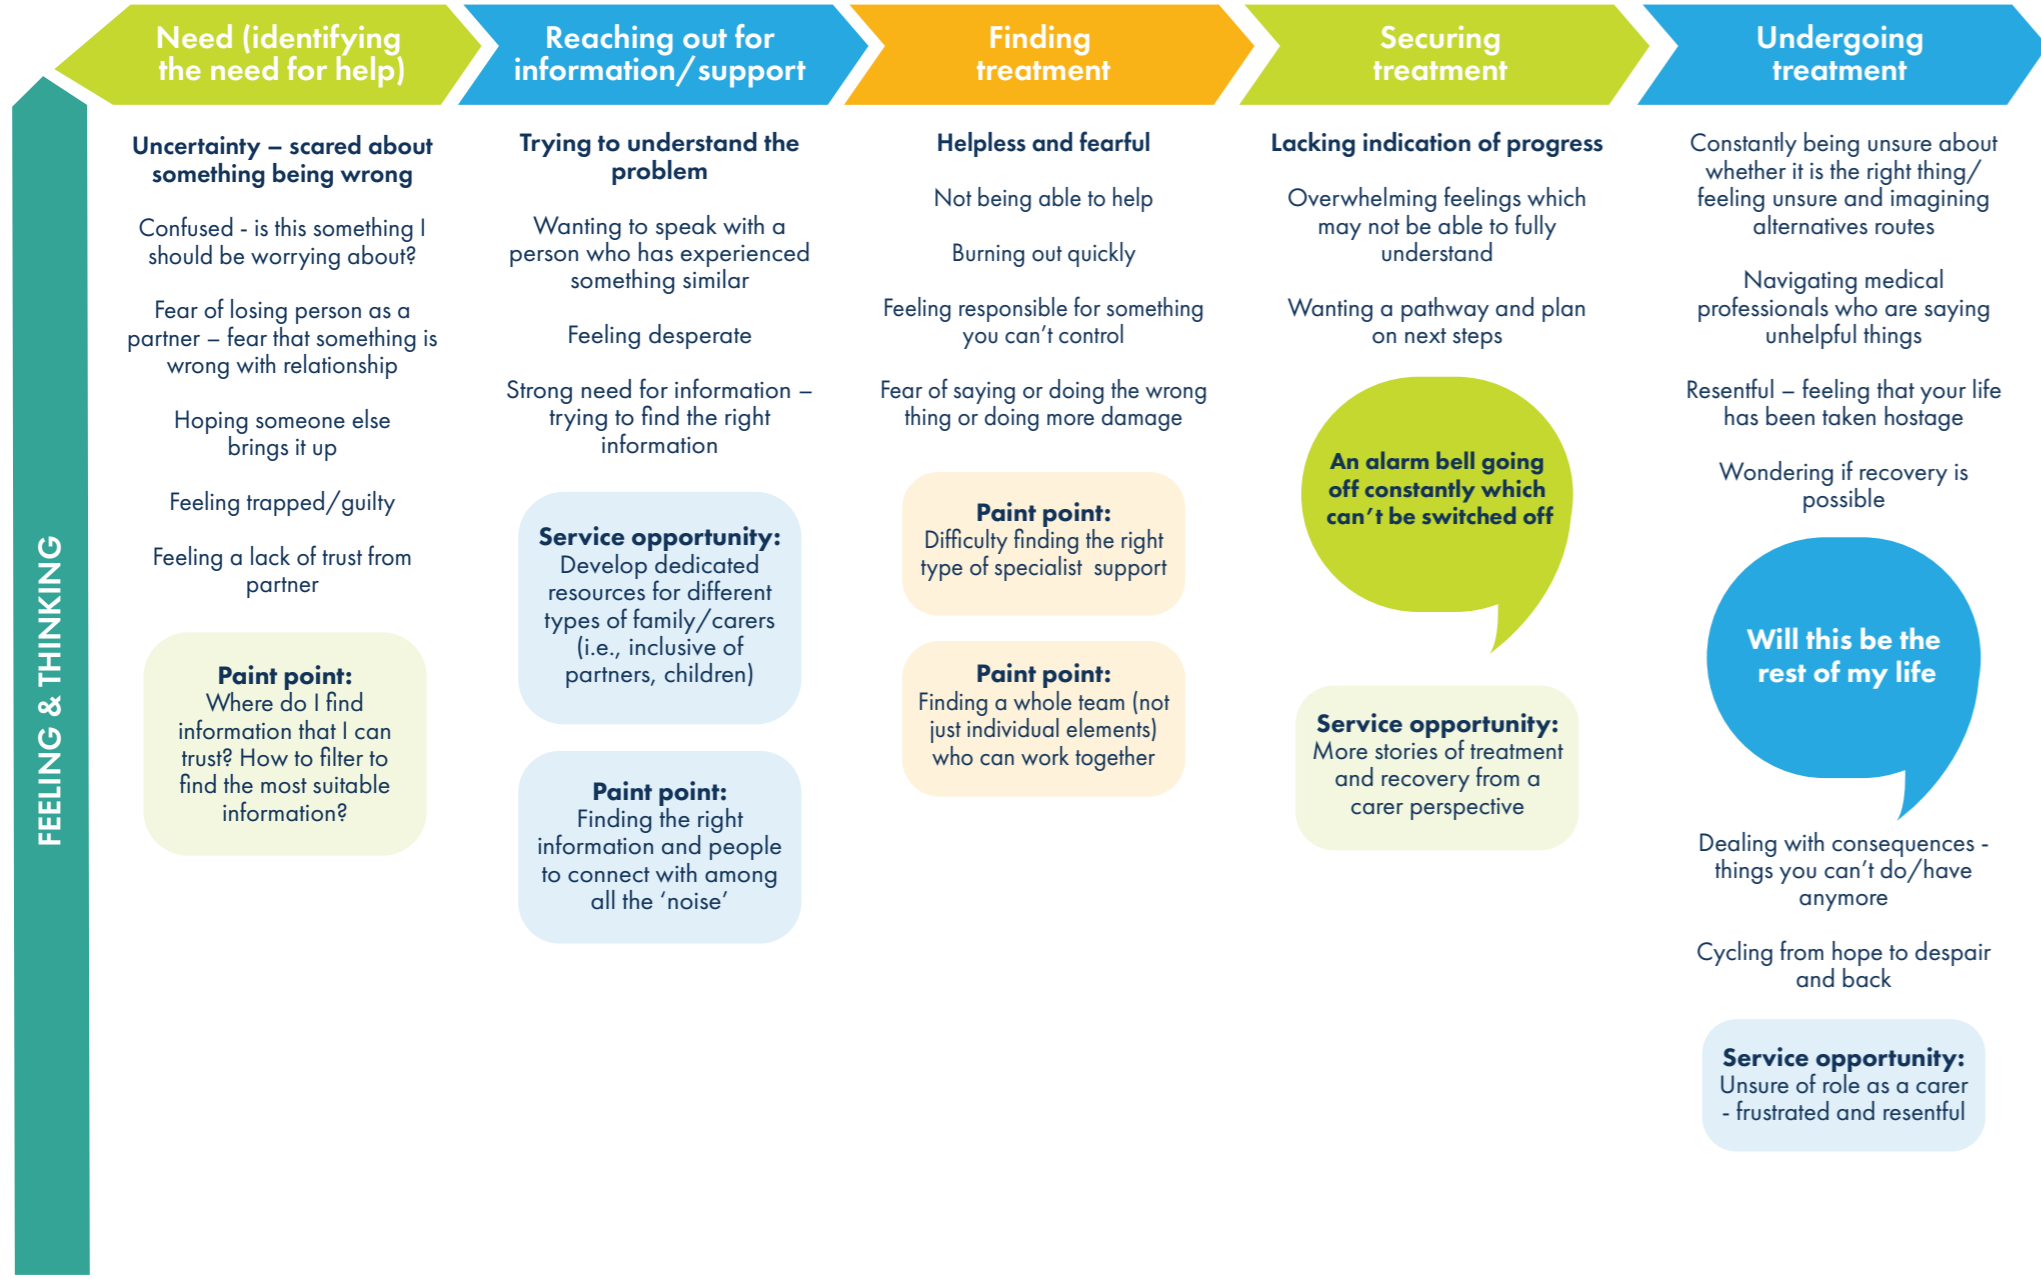 Need (identifying
the need for help)
Reaching out for
information/support
Finding
treatment
Securing
treatment
Undergoing
treatment
FEELING & THINKING
Uncertainty – scared about
something being wrong
Confused - is this something I
should be worrying about?
Fear of losing person as a
partner – fear that something is
wrong with relationship
Hoping someone else
brings it up
Feeling trapped/guilty
Feeling a lack of trust from
partner
Paint point:
Where do I find
information that I can
trust? How to filter to
find the most suitable
information?
Trying to understand the
problem
Wanting to speak with a
person who has experienced
something similar
Feeling desperate
Strong need for information –
trying to find the right
information
Service opportunity:
Develop dedicated
resources for different
types of family/carers
(i.e., inclusive of
partners, children)
Paint point:
Finding the right
information and people
to connect with among
all the ‘noise’
Helpless and fearful
Not being able to help
Burning out quickly
Feeling responsible for something
you can’t control
Fear of saying or doing the wrong
thing or doing more damage
Paint point:
Difficulty finding the right
type of specialist support
Paint point:
Finding a whole team (not
just individual elements)
who can work together
Lacking indication of progress
Overwhelming feelings which
may not be able to fully
understand
Wanting a pathway and plan
on next steps
An alarm bell going
off constantly which
can’t be switched off
Service opportunity:
More stories of treatment
and recovery from a
carer perspective
Constantly being unsure about
whether it is the right thing/
feeling unsure and imagining
alternatives routes
Navigating medical
professionals who are saying
unhelpful things
Resentful – feeling that your life
has been taken hostage
Wondering if recovery is
possible
Will this be the
rest of my life
Dealing with consequences -
things you can’t do/have
anymore
Cycling from hope to despair
and back
Service opportunity:
Unsure of role as a carer
- frustrated and resentful